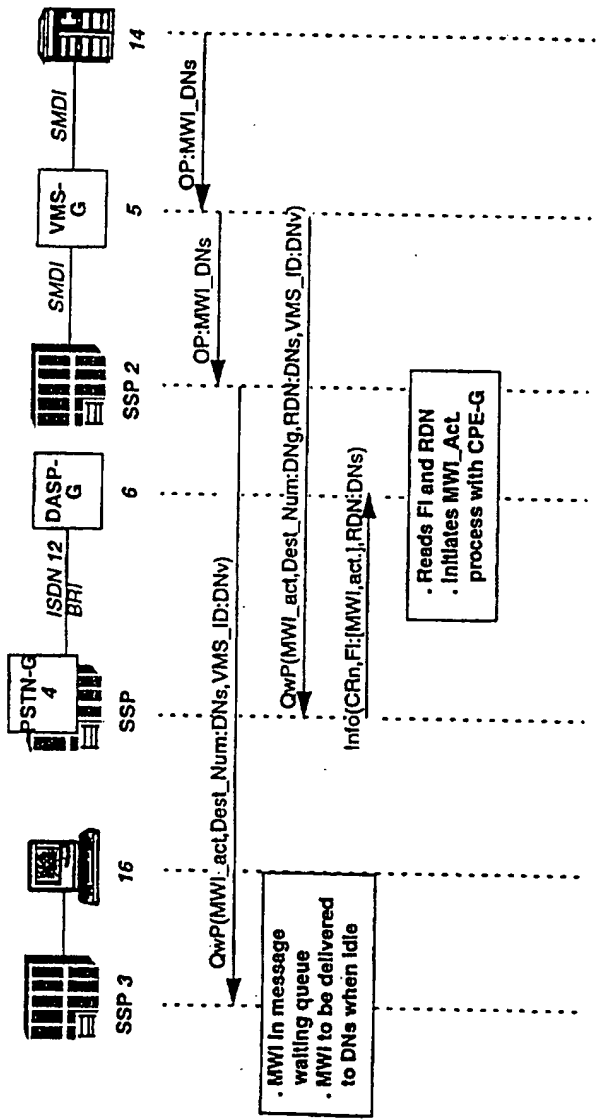 PSTN-G
4
ISDN 12
BRI
DASP-
G
SMDI
VMS-
G
SMDI
SSP 3
16
SSP
6
SSP 2
5
14
OP:MWI_DNs
OP:MWI_DNs
QwP(MWI_act,Dest_Num:DNs,VMS_ID:DNv)
QwP(MWI_act,Dest_Num:DNg,RDN:DNs,VMS_ID:DNv)
Info(CRn,FI:[MWI,act.],RDN:DNs)
. MWI in message
waiting queue
. MWI to be delivered
to DNs when idle
. Reads FI and RDN
. Initiates MWI_Act.
process with CPE-G